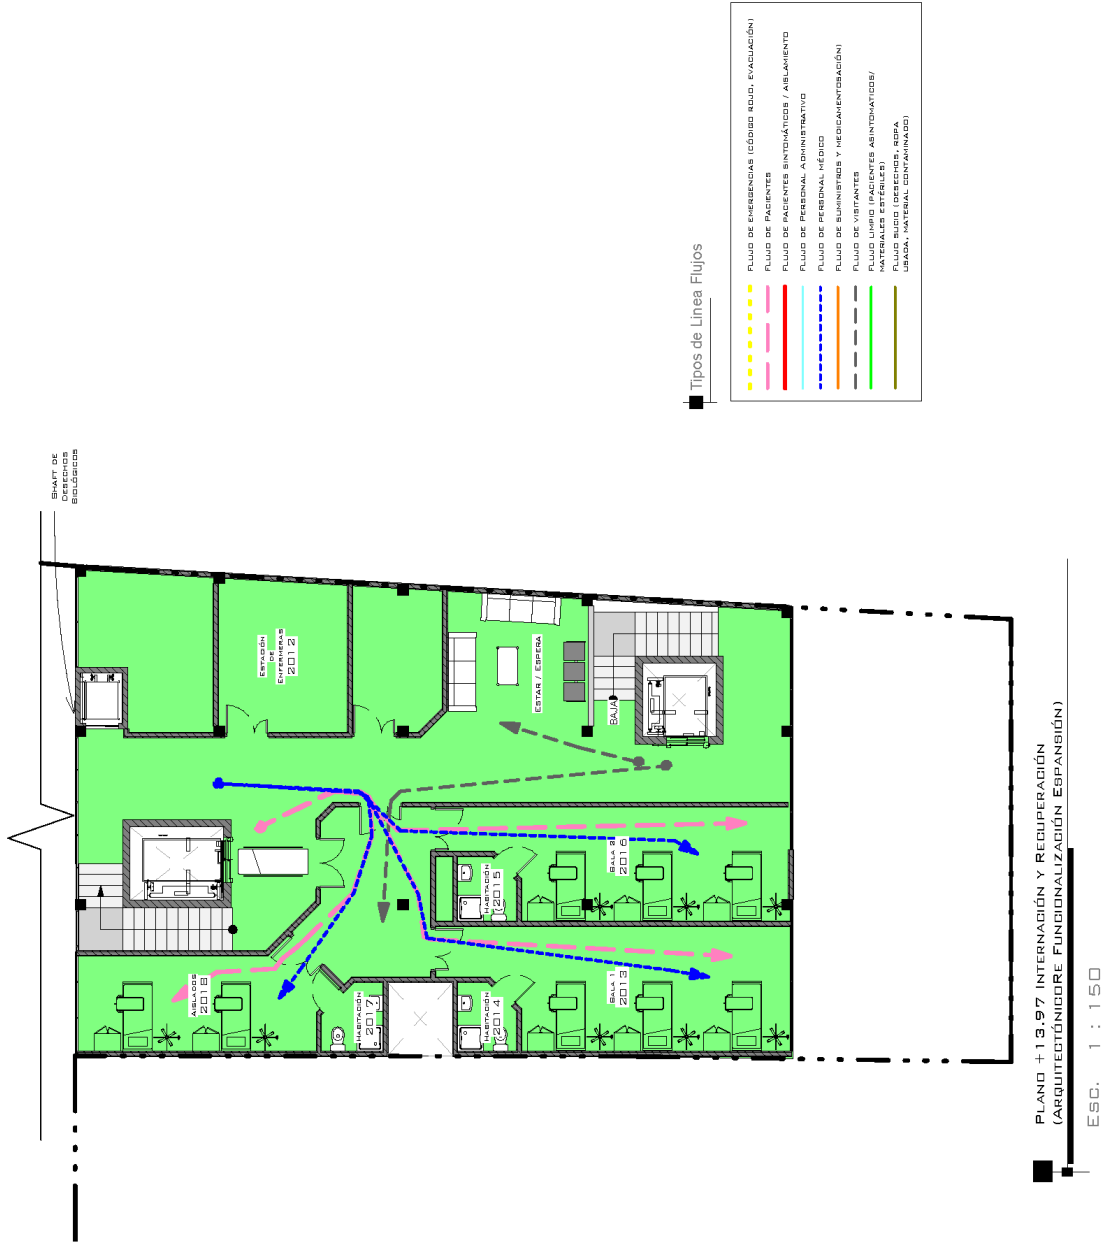 SHAFT DE
DESECHOS
BIOLÓGICOS
ESTACIÓN
DE
ENFERMERAS
2012
ESTAR / ESPERA
BAJA
AISLADOS
2018
HABITACIÓN
2017
HABITACIÓN
2015
HABITACIÓN
2014
SALA 2
2016
SALA 1
2013
Tipos de Linea Flujos
FLUJO DE EMERGENCIAS (CÓDIGO ROJO, EVACUACIÓN)
FLUJO DE PACIENTES
FLUJO DE PACIENTES SINTOMÁTICOS / AISLAMIENTO
FLUJO DE PERSONAL ADMINISTRATIVO
FLUJO DE PERSONAL MÉDICO
FLUJO DE SUMINISTROS Y MEDICAMENTOSACIÓN)
FLUJO DE VISITANTES
FLUJO LIMPIO (PACIENTES ASINTOMATICOS/
MATERIALES ESTÉRILES)
FLUJO SUCIO (DESECHOS, ROPA
USADA, MATERIAL CONTAMINADO)
PLANO +13.97 INTERNACIÓN Y RECUPERACIÓN
(ARQUITECTÓNICORE FUNCIONALIZACIÓN ESPANSIÓN)
ESC. 1 : 150